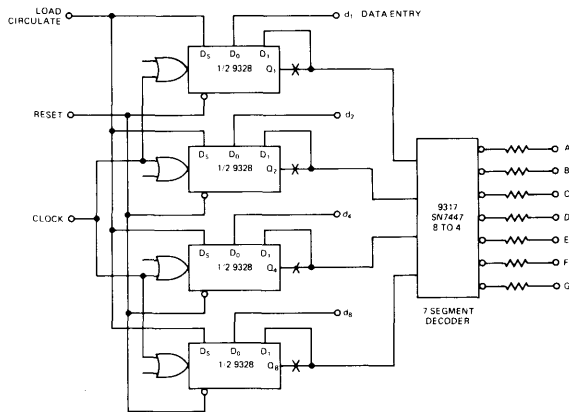 LOAD
CIRCULATE
d1 DATA ENTRY
DS D0 D1
1/2 9328 Q1
RESET
d2
DS D0 D1
1/2 9328 Q2
CLOCK
d4
DS D0 D1
1/2 9328 Q4
d8
DS D0 D1
1/2 9328 Q8
9317
SN7447
8 TO 4
7 SEGMENT
DECODER
A
B
C
D
E
F
G